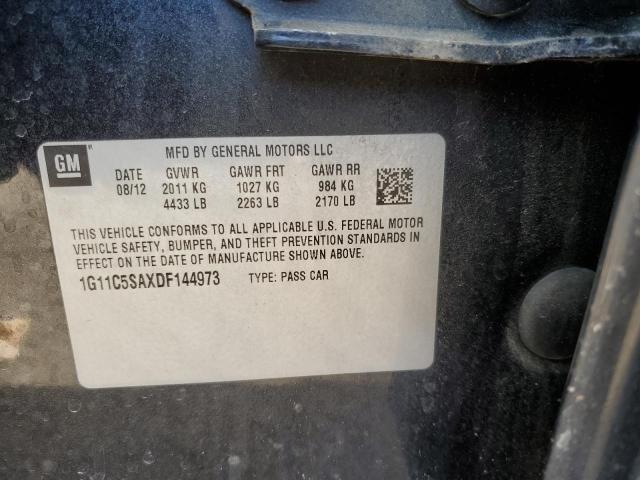 GM
MFD BY GENERAL MOTORS LLC
DATE GVWR GAWR FRT GAWR RR
08/12 2011 KG 1027 KG 984 KG
4433 LB 2263 LB 2170 LB
THIS VEHICLE CONFORMS TO ALL APPLICABLE U.S. FEDERAL MOTOR
VEHICLE SAFETY, BUMPER, AND THEFT PREVENTION STANDARDS IN
EFFECT ON THE DATE OF MANUFACTURE SHOWN ABOVE.
1G11C5SAXDF144973 TYPE: PASS CAR